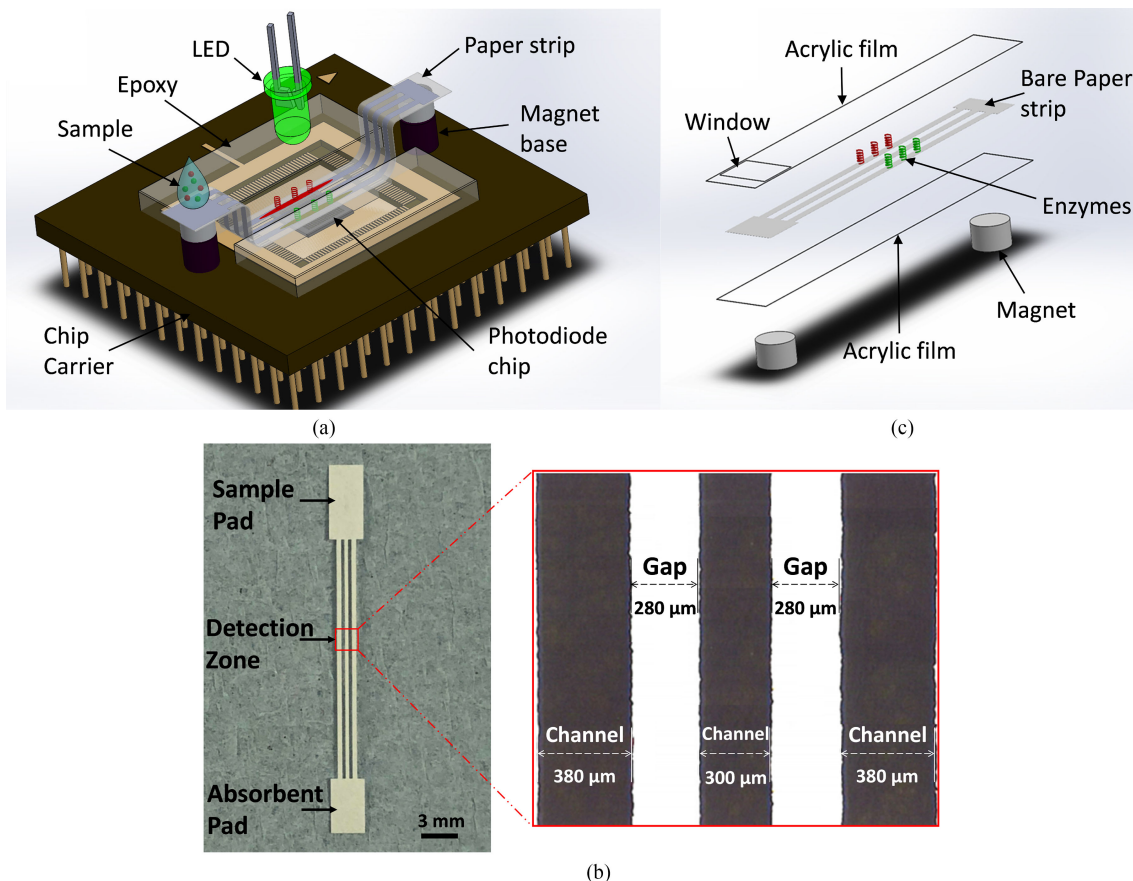 LED
Epoxy
Sample
Paper strip
Magnet
base
Chip
Carrier
Photodiode
chip
(a)
Acrylic film
Window
Bare Paper
strip
Enzymes
Magnet
Acrylic film
(c)
Sample
Pad
Detection
Zone
Absorbent
Pad
3 mm
Gap
280 μm
Gap
280 μm
Channel
380 μm
Channel
300 μm
Channel
380 μm
(b)